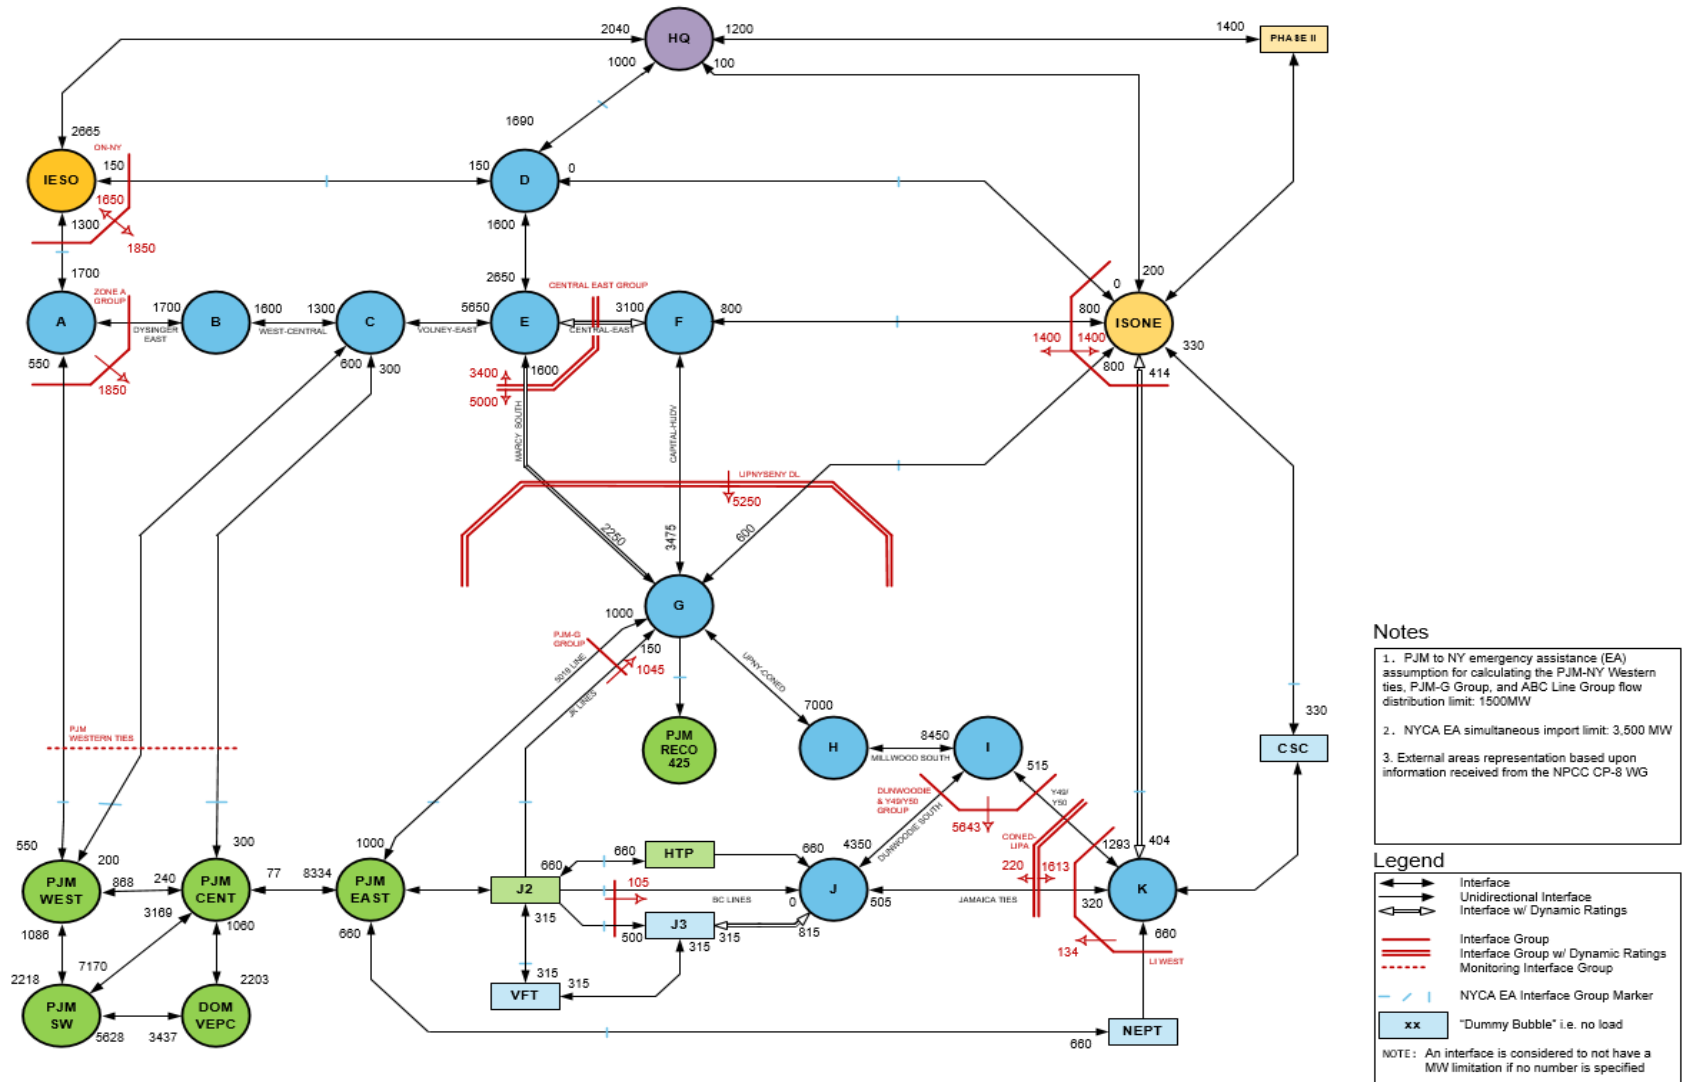 2040
HQ
1200
1400
PHASE II
1000
100
2665
1690
ON-NY
150
IESO
150
D
0
1650
1300
1850
1600
1700
2650
200
0
ZONE A
GROUP
CENTRAL EAST GROUP
A
1700
B
1600
1300
C
5650
E
3100
F
800
800
ISONE
DYSINGER
EAST
WEST-CENTRAL
VOLNEY-EAST
CENTRAL-EAST
1400
1400
330
550
600
300
1600
800
414
1850
3400
5000
MARCY SOUTH
CAPITAL-HUDV
UPNYSENY DL
5250
2250
3475
600
G
1000
PJM-G
GROUP
150
1045
5018 LINE
JK LINES
UPNY-CONED
7000
330
PJM
WESTERN TIES
PJM
RECO
425
H
8450
I
MILLWOOD SOUTH
515
CSC
DUNWOODIE
& Y49/Y50
GROUP
DUNWOODIE SOUTH
5643
Y49/
Y50
CONED-
LIPA
1293
404
550
200
300
1000
660
660
HTP
660
4350
PJM
WEST
868
240
PJM
CENT
77
8334
PJM
EAST
J2
105
BC LINES
0
J
505
220
1613
JAMAICA TIES
320
K
3169
1086
1060
660
315
500
J3
315
815
315
660
134
LI WEST
7170
2218
2203
315
315
PJM
SW
DOM
VEPC
VFT
5628
3437
660
NEPT
Notes
1. PJM to NY emergency assistance (EA)
assumption for calculating the PJM-NY Western
ties, PJM-G Group, and ABC Line Group flow
distribution limit: 1500MW
2. NYCA EA simultaneous import limit: 3,500 MW
3. External areas representation based upon
information received from the NPCC CP-8 WG
Legend
Interface
Unidirectional Interface
Interface w/ Dynamic Ratings
Interface Group
Interface Group w/ Dynamic Ratings
Monitoring Interface Group
NYCA EA Interface Group Marker
xx
“Dummy Bubble” i.e. no load
NOTE: An interface is considered to not have a
MW limitation if no number is specified